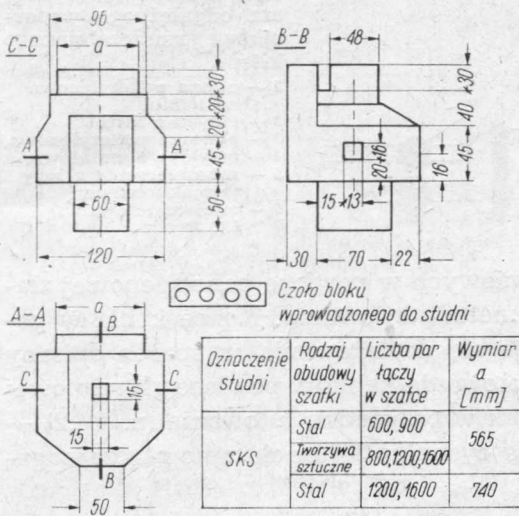 96
C-C
a
B-B
48
20×20×30
45
50
A
A
60
120
30
40
45
20÷16
16
15×13
30
70
22
A-A
a
B
C
C
15
15
B
50
Czoło bloku
wprowadzonego do studni
Oznaczenie studni
Rodzaj obudowy szafki
Liczba par łączy w szafce
Wymiar a [mm]
SKS
Stal
600, 900
565
Tworzywa sztuczne
800,1200,1600
Stal
1200, 1600
740